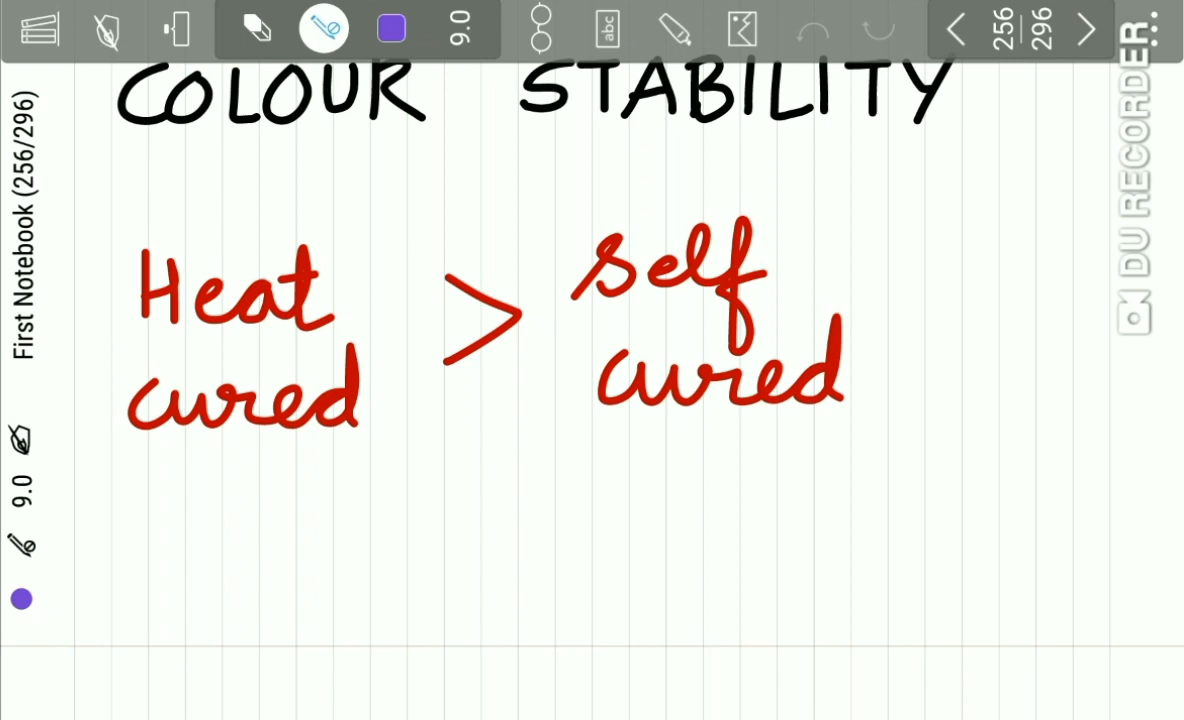 9.0
abc
256
296
COLOUR STABILITY
First Notebook (256/296)
9.0
DU RECORDER
Heat > self
cured cured